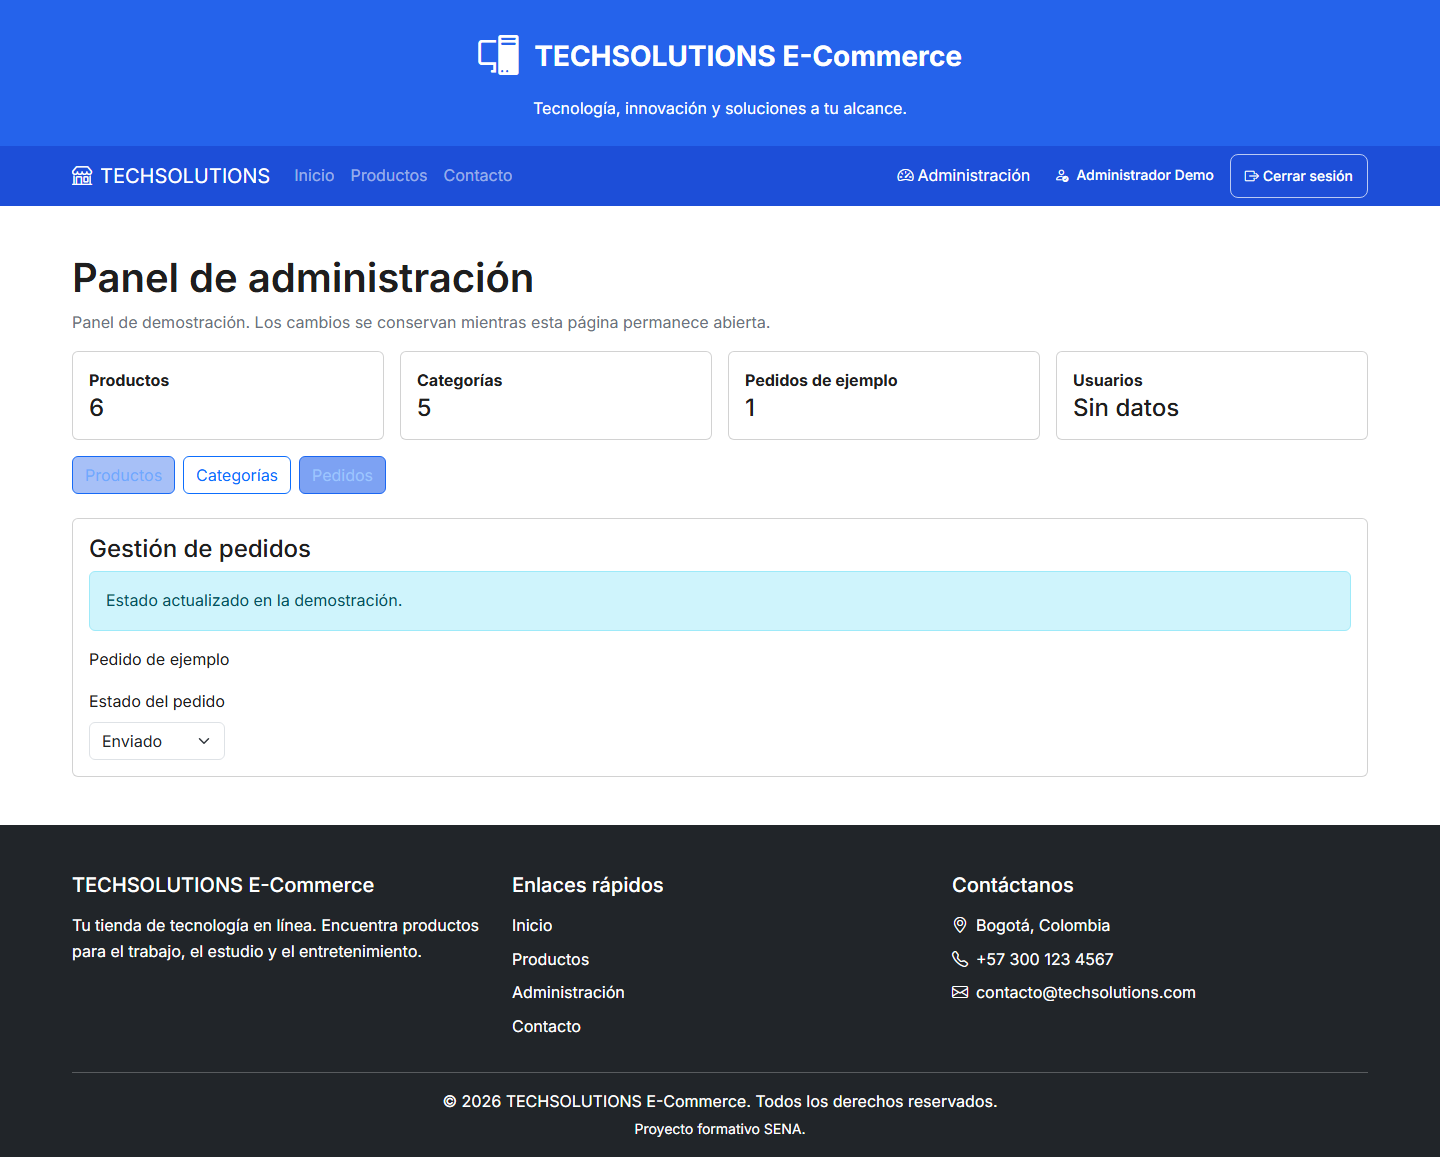 TECHSOLUTIONS E-Commerce
Tecnología, innovación y soluciones a tu alcance.
TECHSOLUTIONS Inicio Productos Contacto Administración Administrador Demo Cerrar sesión
Panel de administración
Panel de demostración. Los cambios se conservan mientras esta página permanece abierta.
Productos Categorías Pedidos de ejemplo Usuarios
6 5 1 Sin datos
Productos Categorías Pedidos
Gestión de pedidos
Estado actualizado en la demostración.
Pedido de ejemplo
Estado del pedido
Enviado
TECHSOLUTIONS E-Commerce
Tu tienda de tecnología en línea. Encuentra productos
para el trabajo, el estudio y el entretenimiento.
Enlaces rápidos
Inicio
Productos
Administración
Contacto
Contáctanos
Bogotá, Colombia
+57 300 123 4567
contacto@techsolutions.com
© 2026 TECHSOLUTIONS E-Commerce. Todos los derechos reservados.
Proyecto formativo SENA.